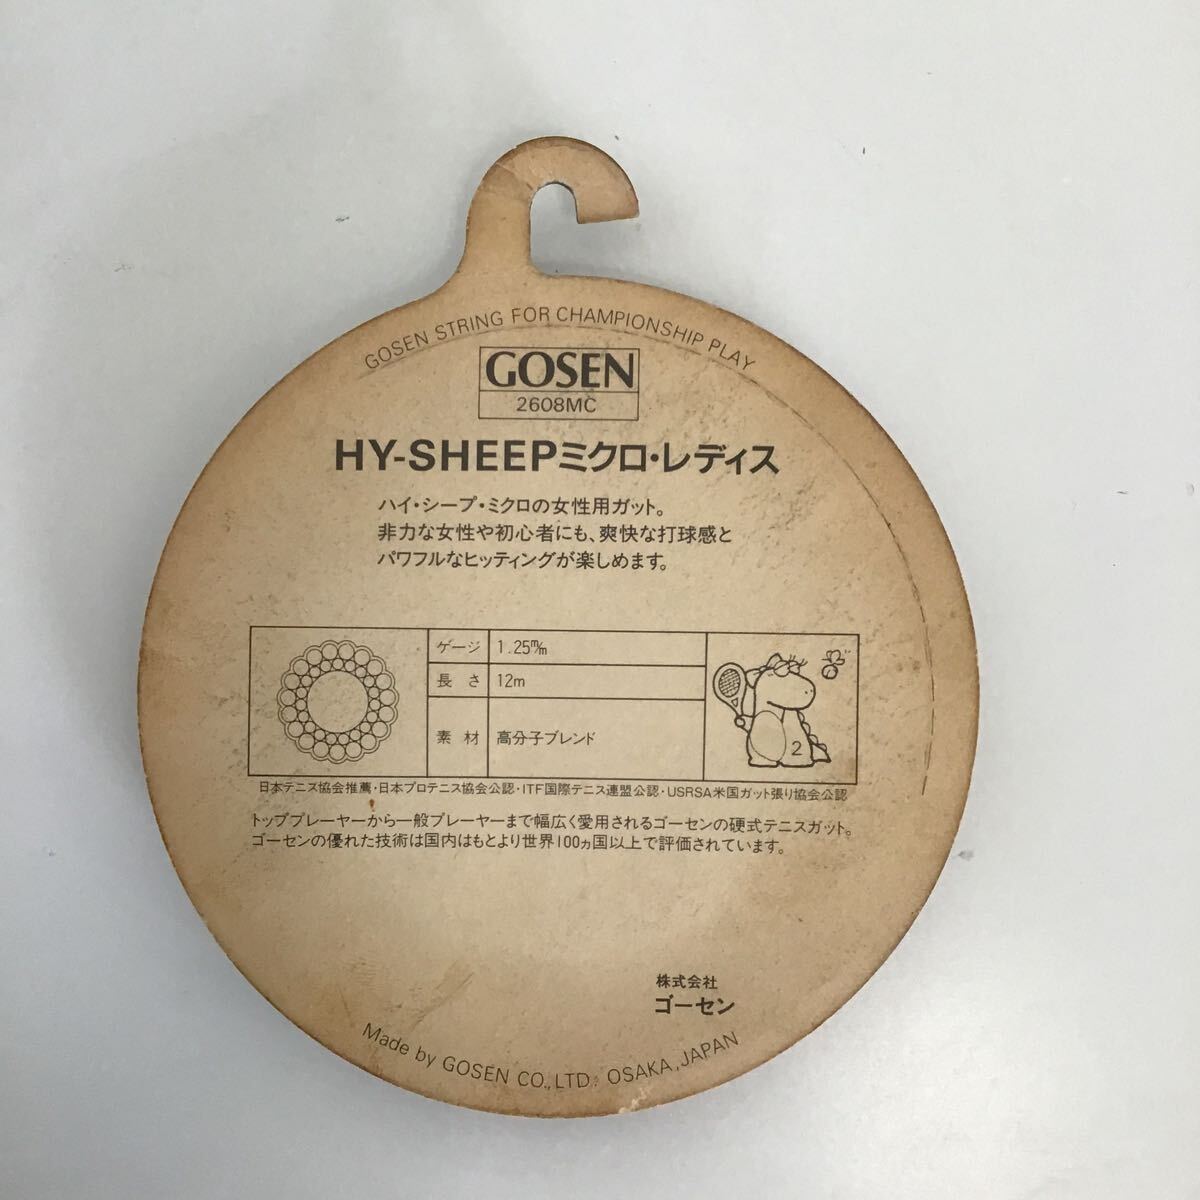 GOSEN STRING FOR CHAMPIONSHIP PLAY
GOSEN
2608MC
HY-SHEEPミクロ・レディス
ハイ・シープ・ミクロの女性用ガット。
非力な女性や初心者にも、爽快な打球感と
パワフルなヒッティングが楽しめます。
ゲージ 1.25m/m
長さ 12m
素材 高分子ブレンド
2
日本テニス協会推薦・日本プロテニス協会公認・ITF国際テニス連盟公認・USRSA米国ガット張り協会公認
トッププレーヤーから一般プレーヤーまで幅広く愛用されるゴーセンの硬式テニスガット。
ゴーセンの優れた技術は国内はもとより世界100ヵ国以上で評価されています。
株式会社
ゴーセン
Made by GOSEN CO.,LTD. OSAKA, JAPAN